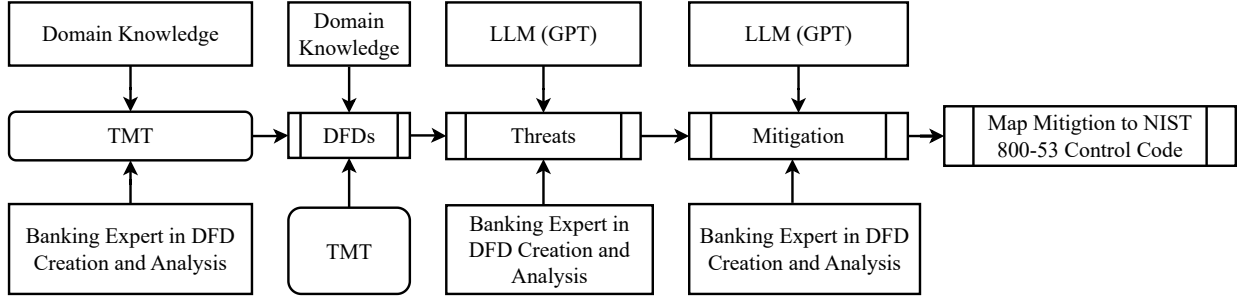 Domain Knowledge
Domain
Knowledge
LLM (GPT)
LLM (GPT)
TMT
DFDs
Threats
Mitigation
Map Mitigtion to NIST
800-53 Control Code
Banking Expert in DFD
Creation and Analysis
TMT
Banking Expert in
DFD Creation and
Analysis
Banking Expert in DFD
Creation and Analysis